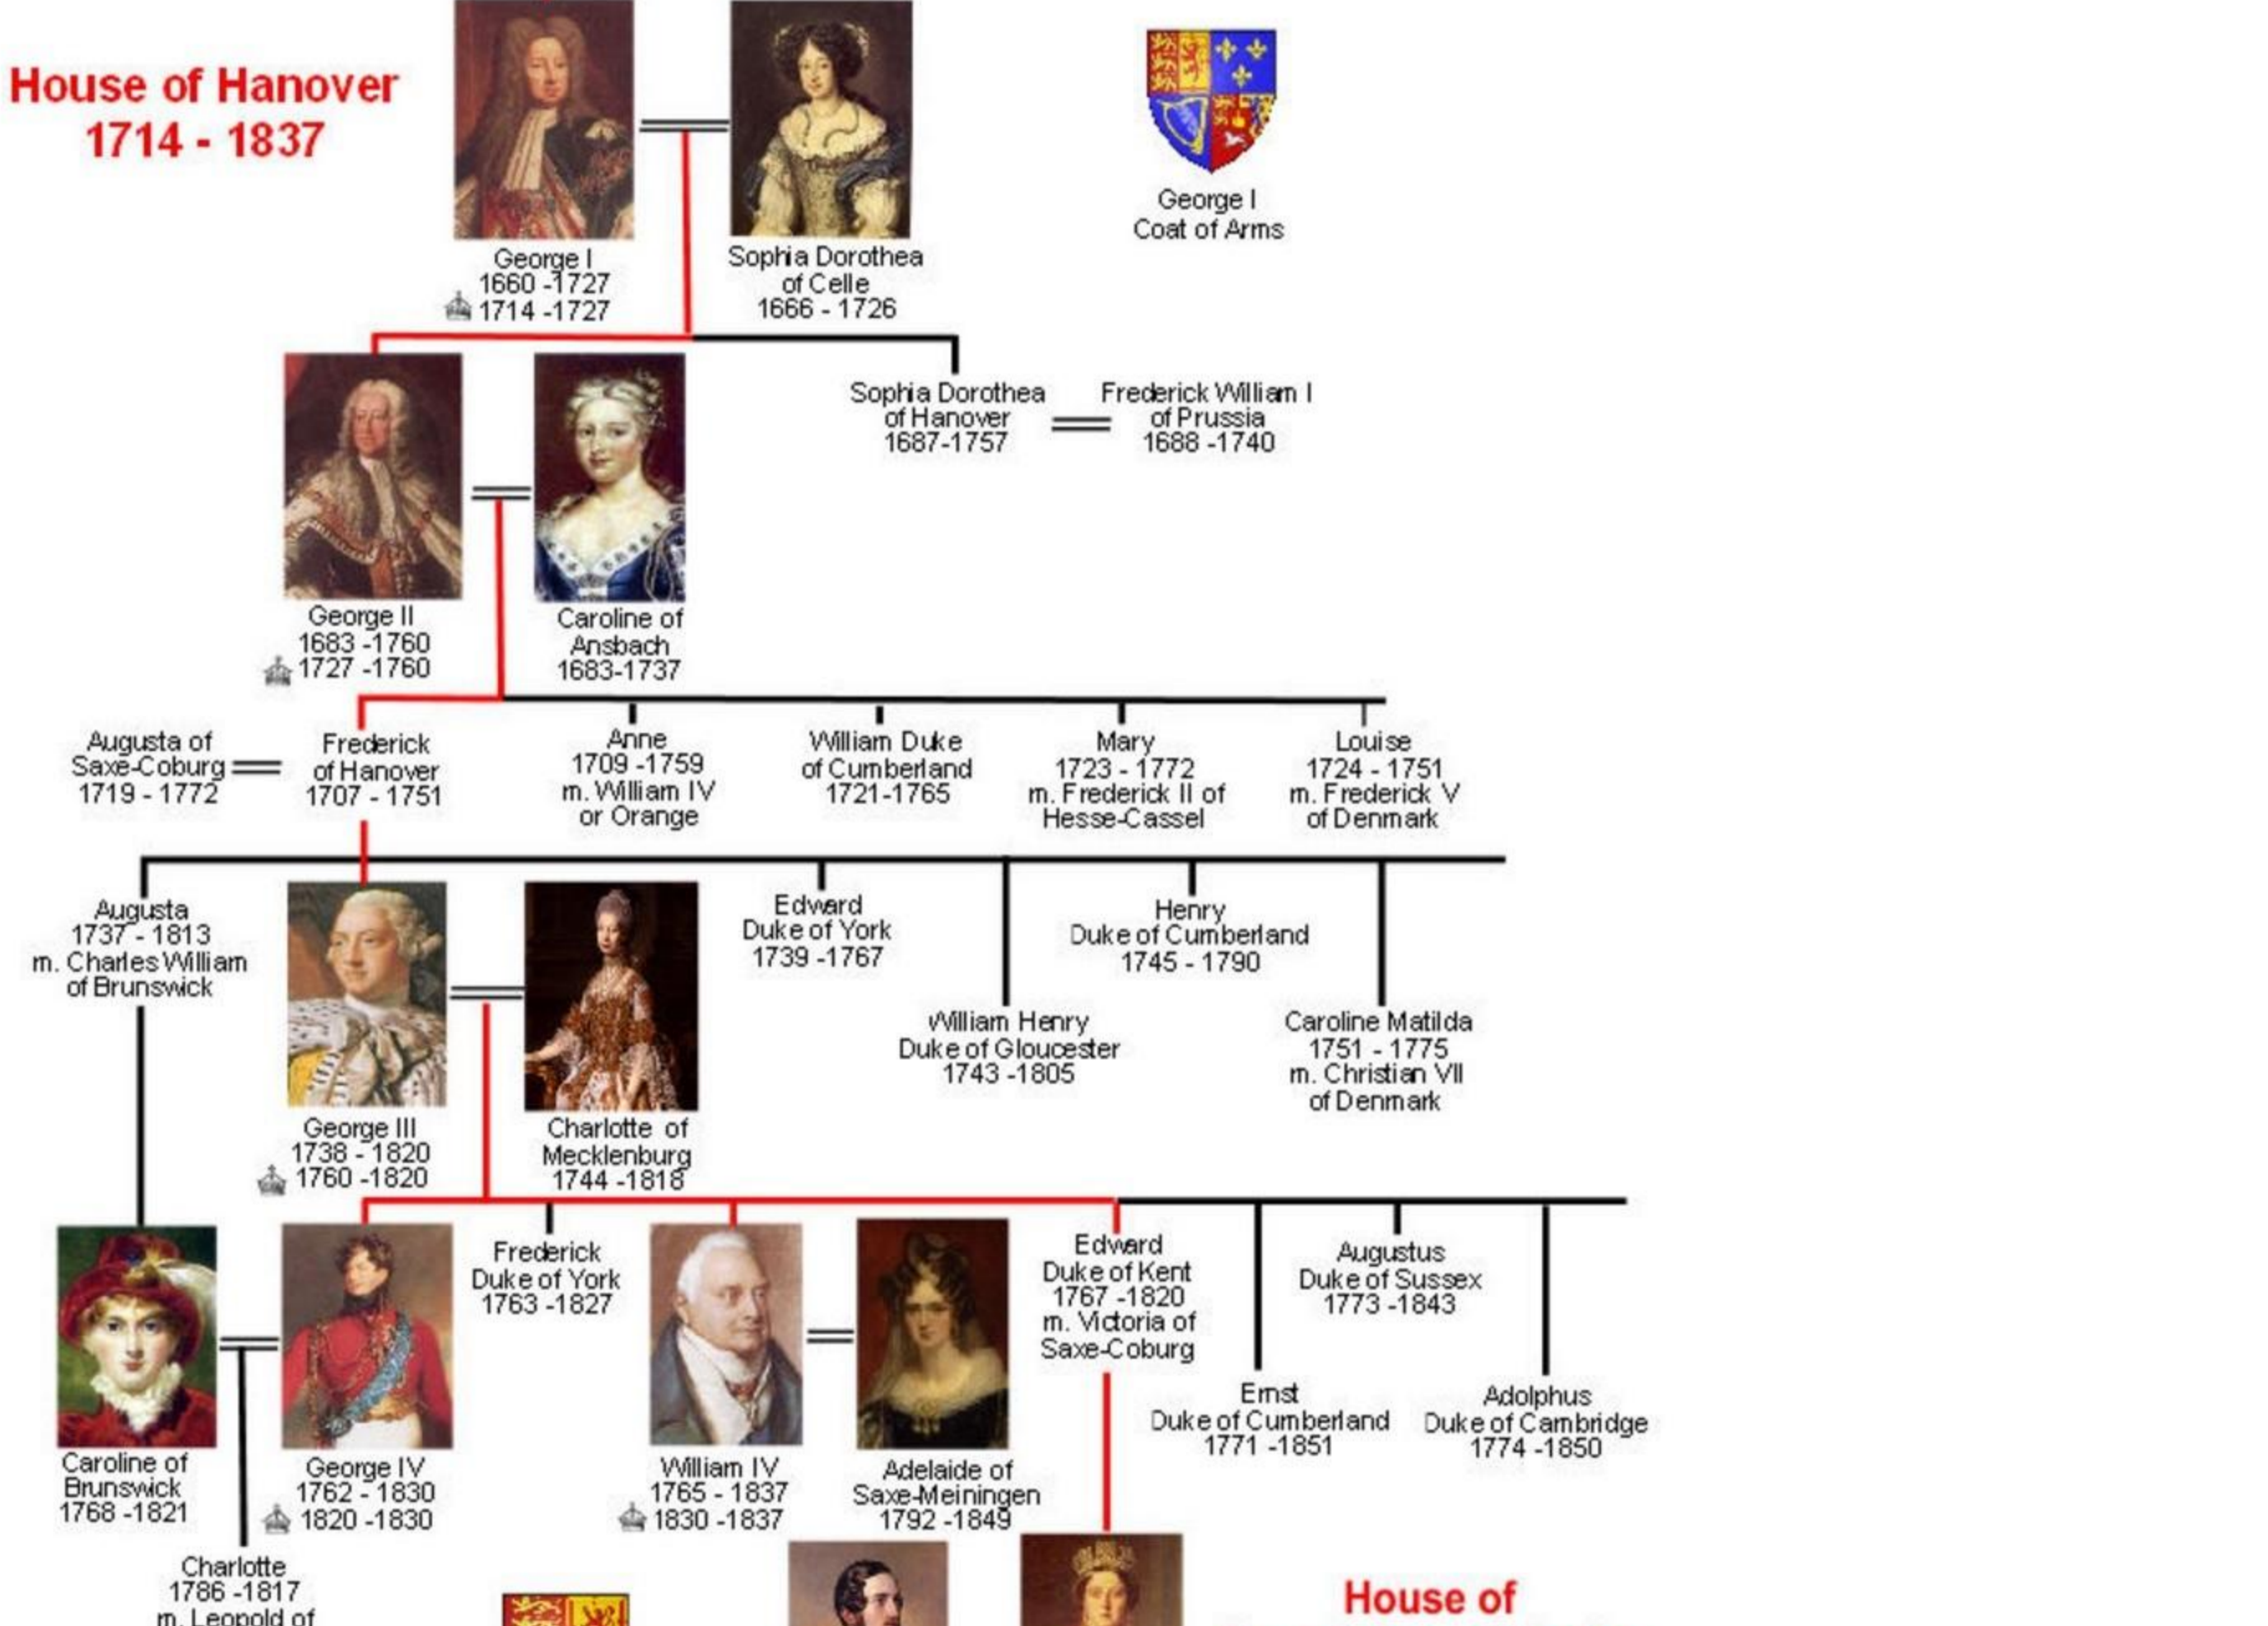 House of Hanover
1714 - 1837
George I
1660 -1727
1714 -1727
Sophia Dorothea
of Celle
1666 - 1726
George I
Coat of Arms
George II
1683 -1760
1727 -1760
Caroline of
Ansbach
1683-1737
Sophia Dorothea
of Hanover
1687-1757
Frederick William I
of Prussia
1688 -1740
Augusta of
Saxe-Coburg
1719 - 1772
Frederick
of Hanover
1707 - 1751
Anne
1709 -1759
m. William IV
or Orange
William Duke
of Cumberland
1721-1765
Mary
1723 - 1772
m. Frederick II of
Hesse-Cassel
Louise
1724 - 1751
m. Frederick V
of Denmark
Augusta
1737 - 1813
m. Charles William
of Brunswick
George III
1738 - 1820
1760 -1820
Charlotte of
Mecklenburg
1744 -1818
Edward
Duke of York
1739 -1767
William Henry
Duke of Gloucester
1743 -1805
Henry
Duke of Cumberland
1745 - 1790
Caroline Matilda
1751 - 1775
m. Christian VII
of Denmark
Caroline of
Brunswick
1768 -1821
George IV
1762 - 1830
1820 -1830
Frederick
Duke of York
1763 -1827
William IV
1765 - 1837
1830 -1837
Adelaide of
Saxe-Meiningen
1792 -1849
Edward
Duke of Kent
1767 -1820
m. Victoria of
Saxe-Coburg
Ernst
Duke of Cumberland
1771 -1851
Augustus
Duke of Sussex
1773 -1843
Adolphus
Duke of Cambridge
1774 -1850
Charlotte
1786 -1817
m. Leopold of
House of